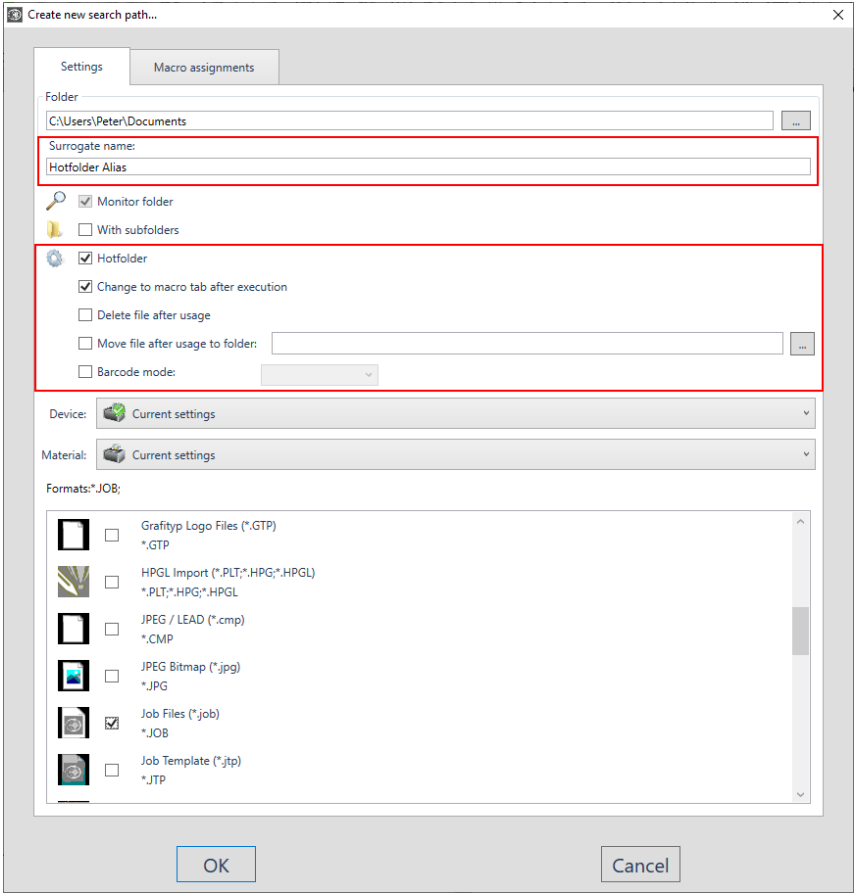 Create new search path...
Settings
Macro assignments
Folder
C:\Users\Peter\Documents
...
Surrogate name:
Hotfolder Alias
Monitor folder
With subfolders
Hotfolder
Change to macro tab after execution
Delete file after usage
Move file after usage to folder:
...
Barcode mode:
Device:
Current settings
Material:
Current settings
Formats:*.JOB;
Grafityp Logo Files (*.GTP)
*.GTP
HPGL Import (*.PLT;*.HPG;*.HPGL)
*.PLT;*.HPG;*.HPGL
JPEG / LEAD (*.cmp)
*.CMP
JPEG Bitmap (*.jpg)
*.JPG
Job Files (*.job)
*.JOB
Job Template (*.jtp)
*.JTP
OK
Cancel